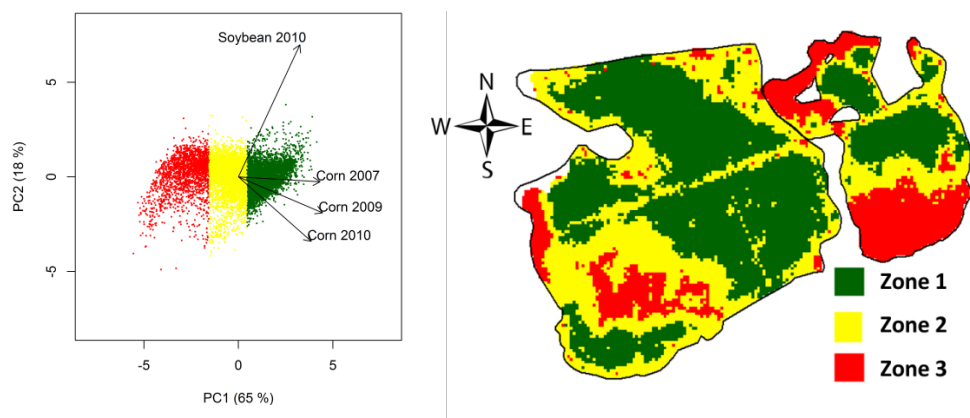 Soybean 2010
Corn 2007
Corn 2009
Corn 2010
5
0
-5
PC2 (18 %)
-5
0
5
PC1 (65 %)
N
W
E
S
Zone 1
Zone 2
Zone 3